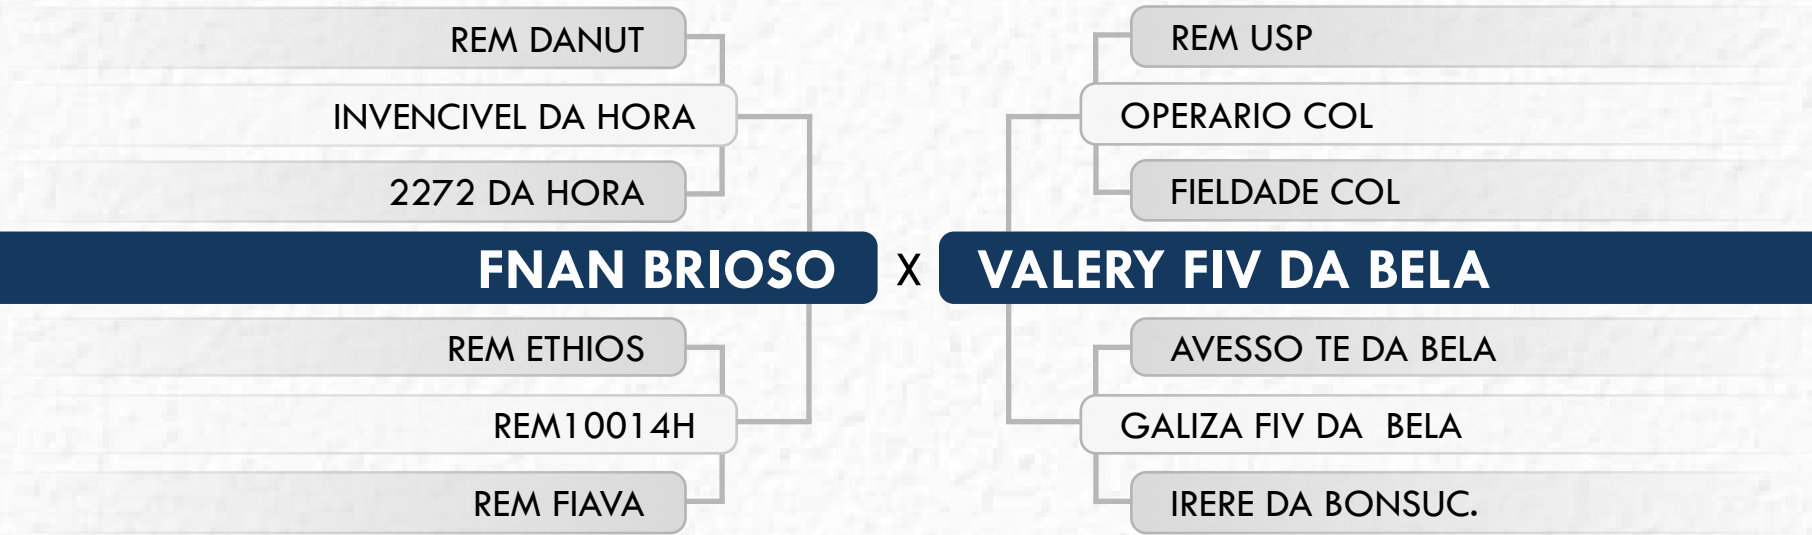 REM DANUT
INVENCIVEL DA HORA
2272 DA HORA
FNAN BRIOSO
REM ETHIOS
REM10014H
REM FIAVA
X
REM USP
OPERARIO COL
FIELDADE COL
VALERY FIV DA BELA
AVESSO TE DA BELA
GALIZA FIV DA  BELA
IRERE DA BONSUC.